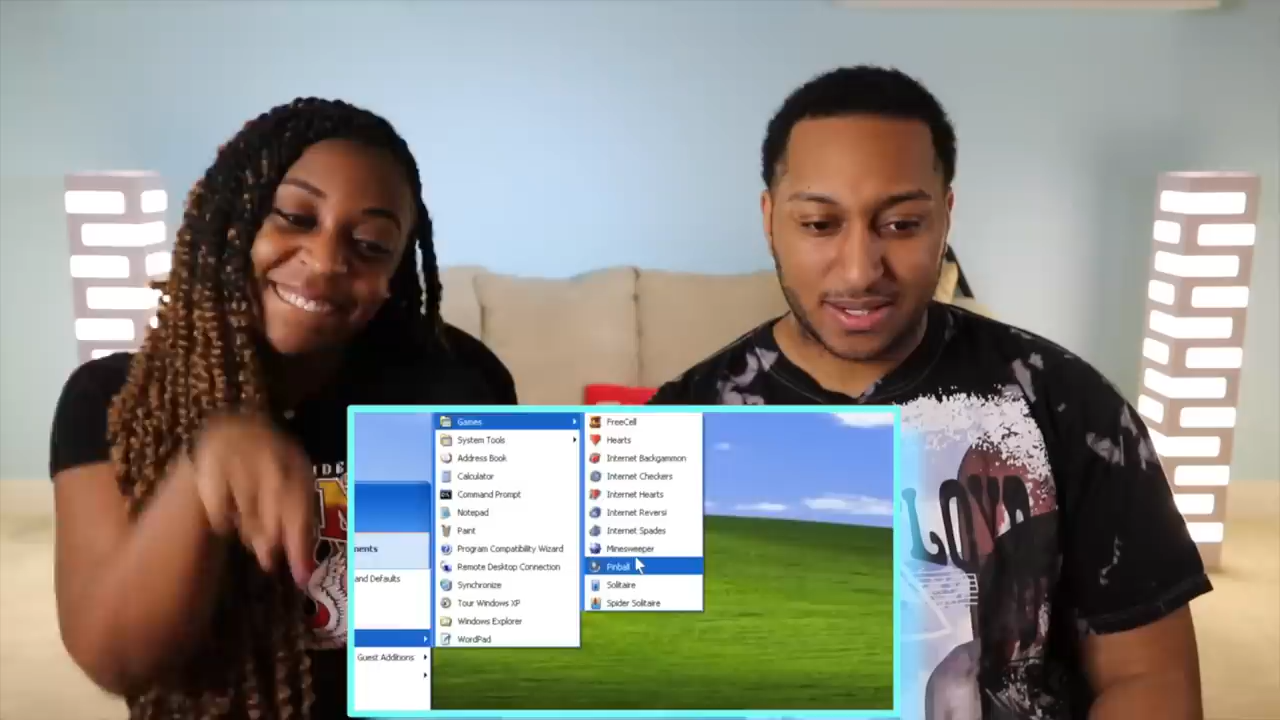 Games
System Tools
Address Book
Calculator
Command Prompt
Notepad
Paint
Program Compatibility Wizard
Remote Desktop Connection
Synchronize
Tour Windows XP
Windows Explorer
WordPad
FreeCell
Hearts
Internet Backgammon
Internet Checkers
Internet Hearts
Internet Reversi
Internet Spades
Minesweeper
Pinball
Solitaire
Spider Solitaire
ments
and Defaults
Guest Additions